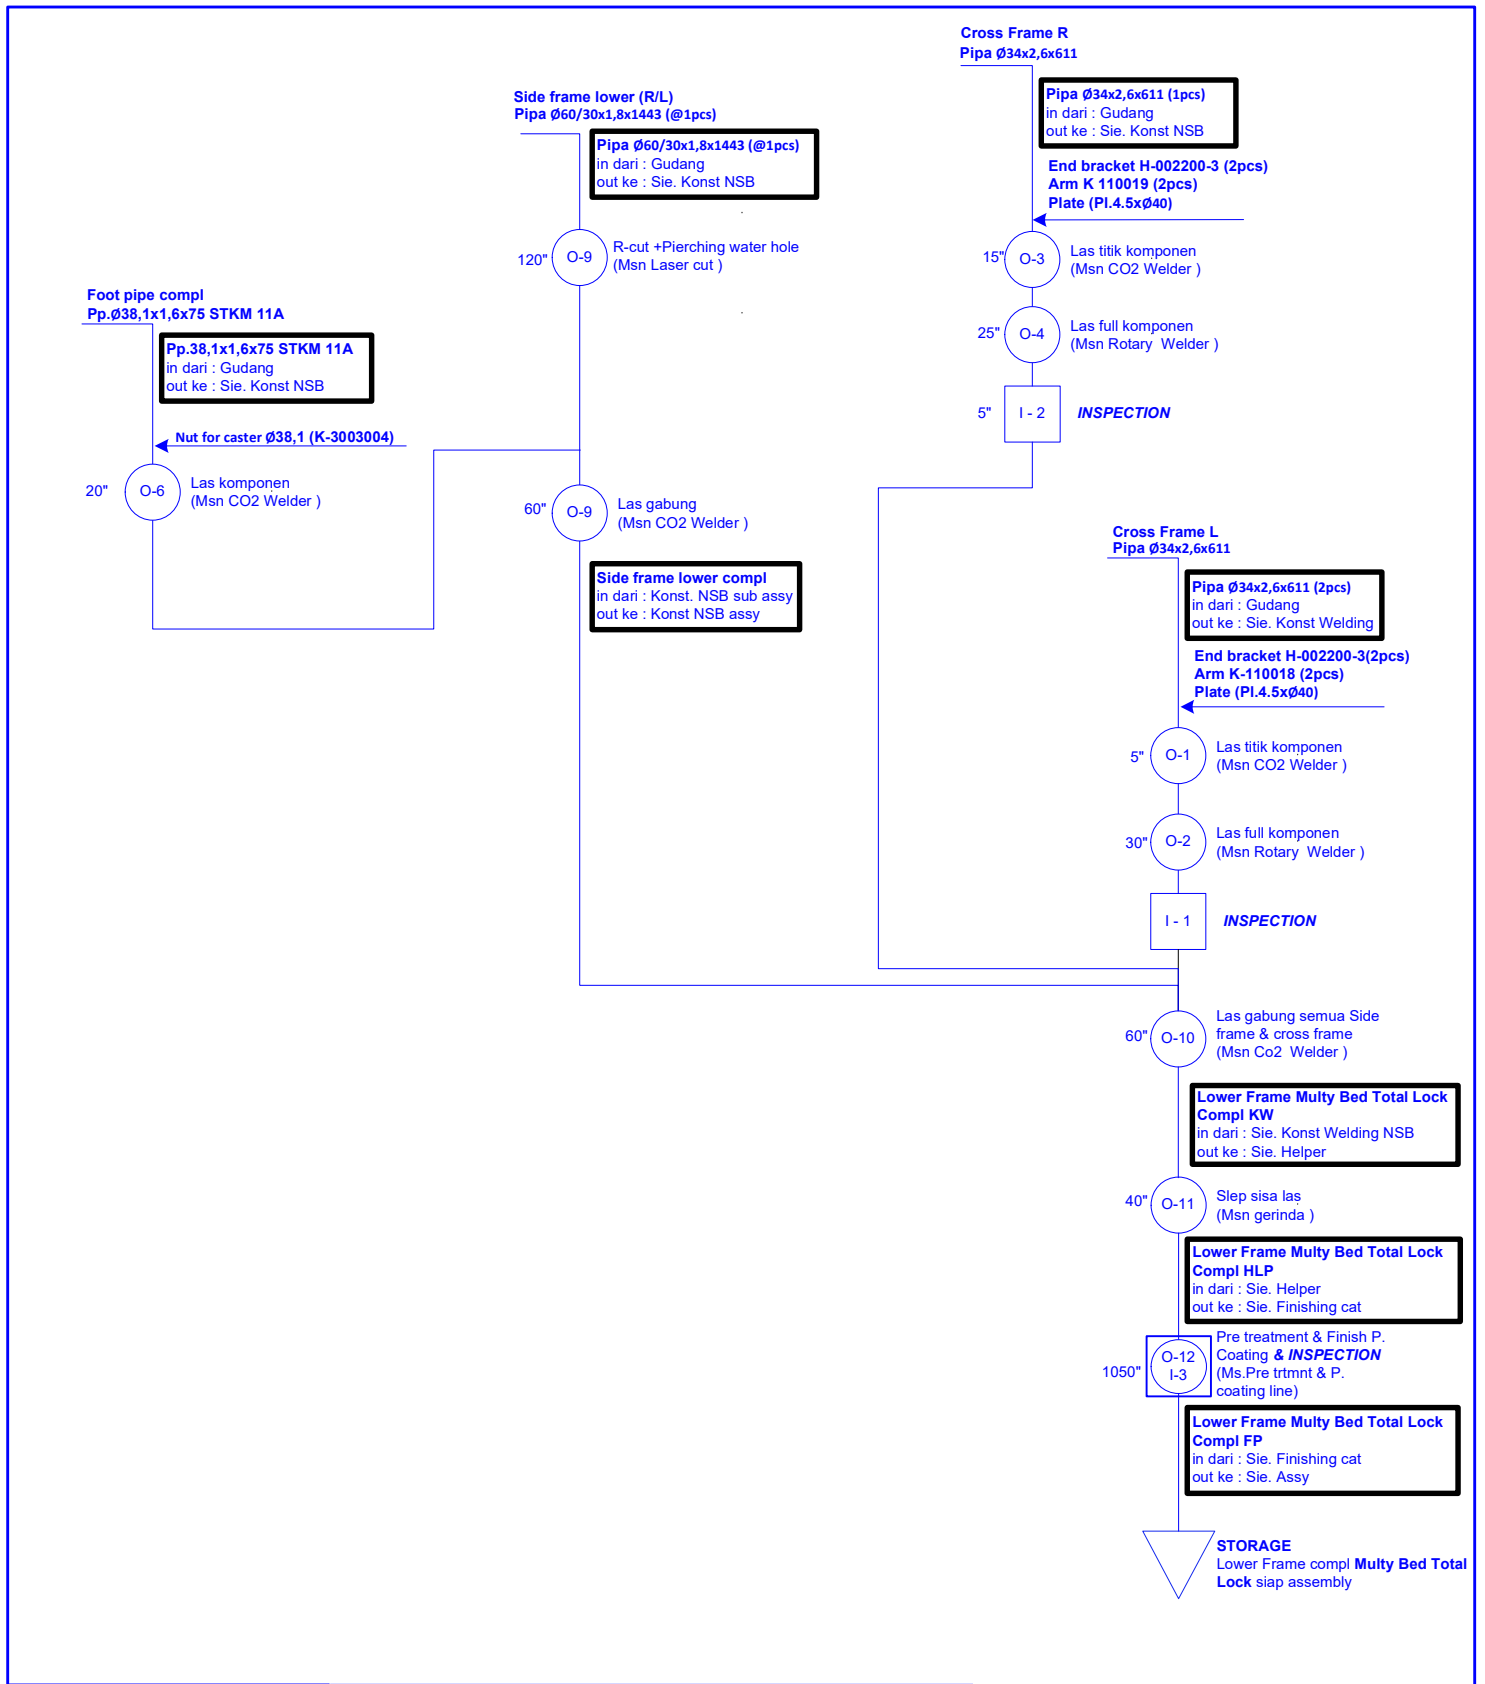 Cross Frame R
Pipa Ø34x2,6x611
Pipa Ø34x2,6x611 (1pcs)
in dari : Gudang
out ke : Sie. Konst NSB
End bracket H-002200-3 (2pcs)
Arm K 110019 (2pcs)
Plate (Pl.4.5xØ40)
15"
O-3
Las titik komponen
(Msn CO2 Welder )
25"
O-4
Las full komponen
(Msn Rotary Welder )
5"
I - 2
INSPECTION
Side frame lower (R/L)
Pipa Ø60/30x1,8x1443 (@1pcs)
Pipa Ø60/30x1,8x1443 (@1pcs)
in dari : Gudang
out ke : Sie. Konst NSB
120"
O-9
R-cut +Pierching water hole
(Msn Laser cut )
Foot pipe compl
Pp.Ø38,1x1,6x75 STKM 11A
Pp.38,1x1,6x75 STKM 11A
in dari : Gudang
out ke : Sie. Konst NSB
Nut for caster Ø38,1 (K-3003004)
20"
O-6
Las komponen
(Msn CO2 Welder )
60"
O-9
Las gabung
(Msn CO2 Welder )
Side frame lower compl
in dari : Konst. NSB sub assy
out ke : Konst NSB assy
Cross Frame L
Pipa Ø34x2,6x611
Pipa Ø34x2,6x611 (2pcs)
in dari : Gudang
out ke : Sie. Konst Welding
End bracket H-002200-3(2pcs)
Arm K-110018 (2pcs)
Plate (Pl.4.5xØ40)
5"
O-1
Las titik komponen
(Msn CO2 Welder )
30"
O-2
Las full komponen
(Msn Rotary Welder )
I - 1
INSPECTION
60"
O-10
Las gabung semua Side
frame & cross frame
(Msn Co2 Welder )
Lower Frame Multy Bed Total Lock
Compl KW
in dari : Sie. Konst Welding NSB
out ke : Sie. Helper
40"
O-11
Slep sisa las
(Msn gerinda )
Lower Frame Multy Bed Total Lock
Compl HLP
in dari : Sie. Helper
out ke : Sie. Finishing cat
1050"
O-12
I-3
Pre treatment & Finish P.
Coating & INSPECTION
(Ms.Pre trtmnt & P.
coating line)
Lower Frame Multy Bed Total Lock
Compl FP
in dari : Sie. Finishing cat
out ke : Sie. Assy
STORAGE
Lower Frame compl Multy Bed Total
Lock siap assembly